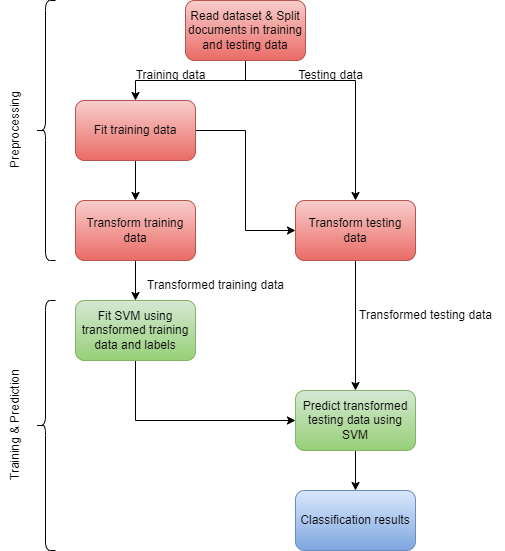 Read dataset & Split
documents in training
and testing data
Training data
Testing data
Preprocessing
Fit training data
Transform training
data
Transform testing
data
Transformed training data
Fit SVM using
transformed training
data and labels
Transformed testing data
Training & Prediction
Predict transformed
testing data using
SVM
Classification results